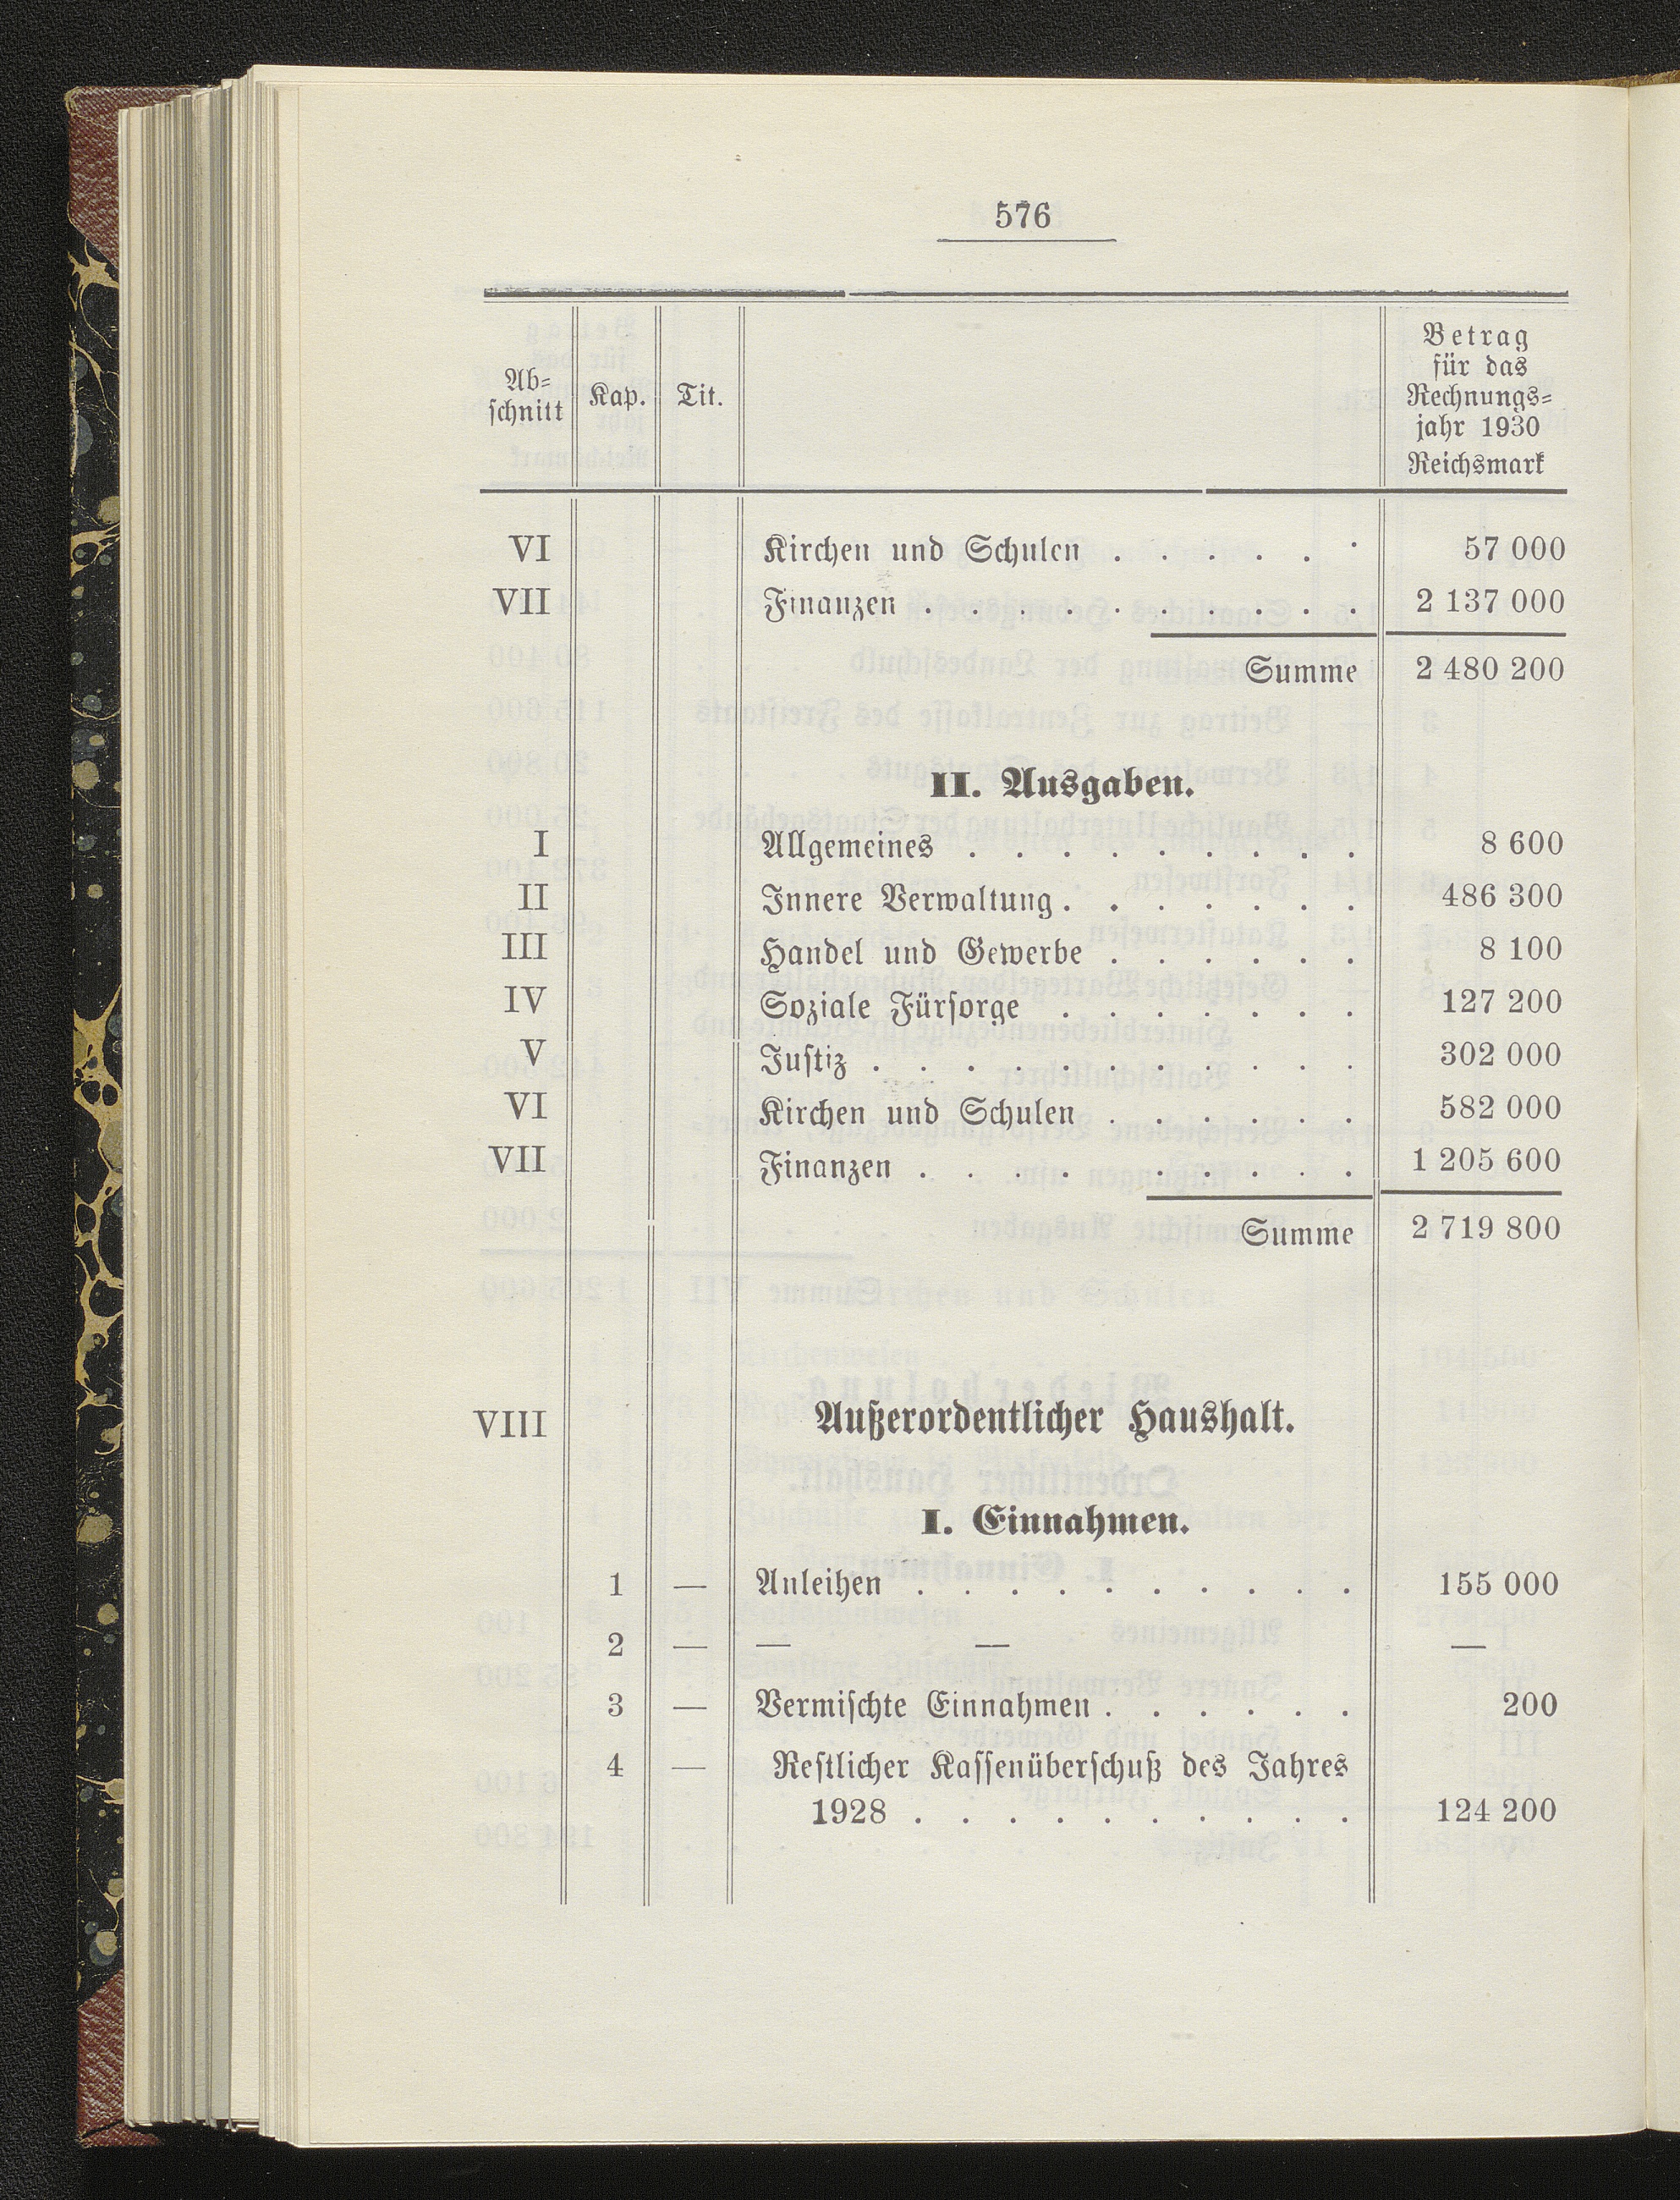 576
Ab=
schnitt
Kap.
Tit.
Betrag
für das
Rechnungs=
jahr 1930
Reichsmark
VI Kirchen und Schulen . . . . . . 57 000
VII Finanzen . . . . . . . . . . 2 137 000
Summe 2 480 200
II. Ausgaben.
I Allgemeines . . . . . . . . . 8 600
II Innere Verwaltung . . . . . . . 486 300
III Handel und Gewerbe . . . . . . 8 100
IV Soziale Fürsorge . . . . . . . 127 200
V Justiz . . . . . . . . . . . 302 000
VI Kirchen und Schulen . . . . . . 582 000
VII Finanzen . . . . . . . . . 1 205 600
Summe 2 719 800
VIII Außerordentlicher Haushalt.
I. Einnahmen.
1 — Anleihen . . . . . . . . . . 155 000
2 — — — —
3 — Vermischte Einnahmen . . . . . . 200
4 — Restlicher Kassenüberschuß des Jahres
1928 . . . . . . . . . . 124 200